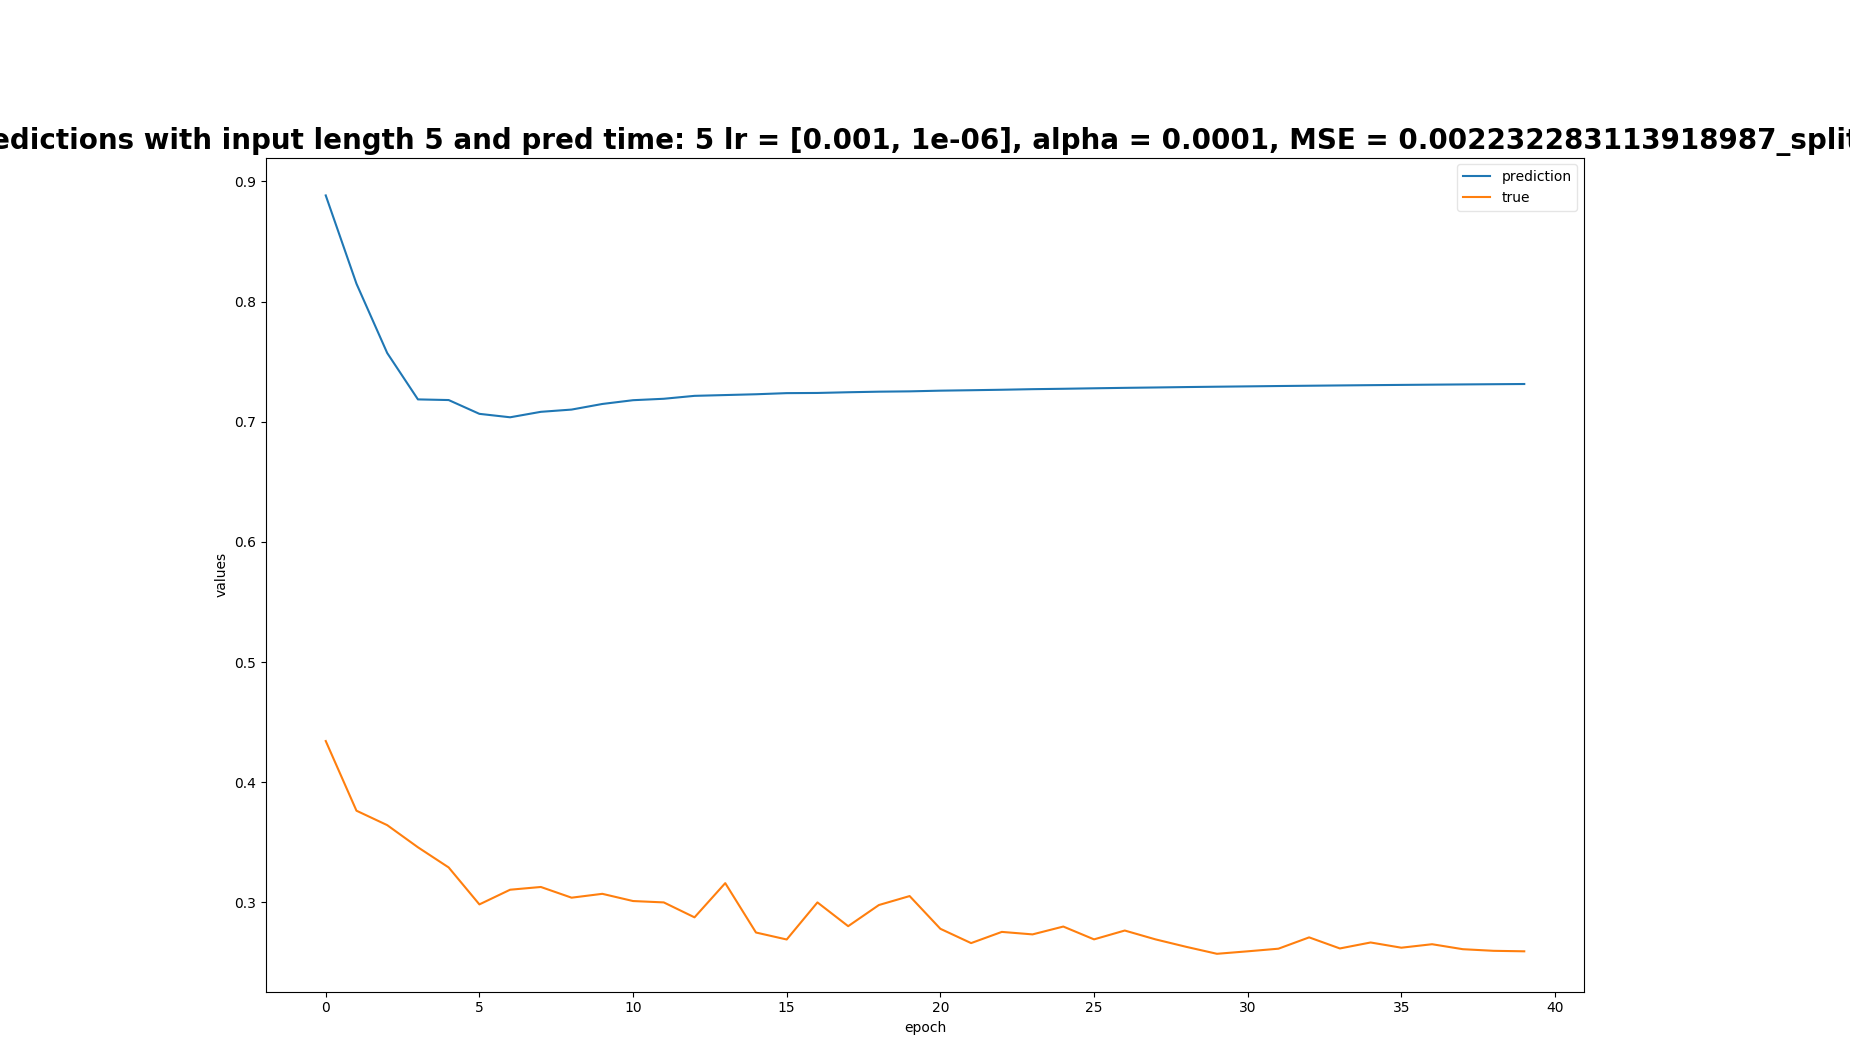 edictions with input length 5 and pred time: 5 lr = [0.001, 1e-06], alpha = 0.0001, MSE = 0.002232283113918987_split
prediction
true
0.9
0.8
0.7
0.6
0.5
0.4
0.3
values
0 5 10 15 20 25 30 35 40
epoch